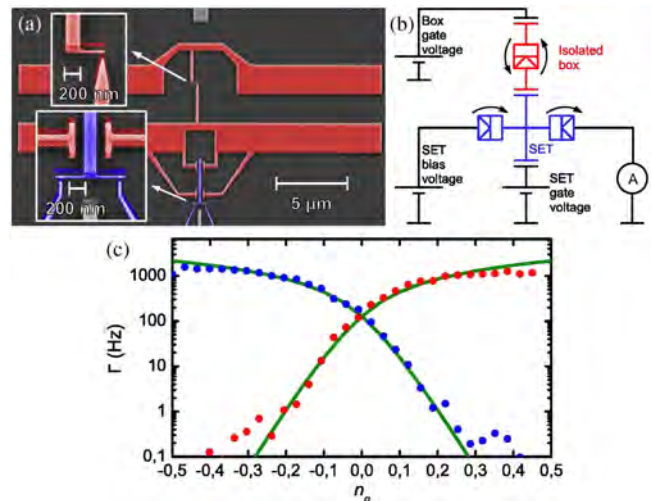 (a)
200 nm
200 nm
5 μm
(b)
Box
gate
voltage
Isolated
box
SET
bias
voltage
SET
SET
gate
voltage
A
(c)
Γ (Hz)
1000
100
10
1
0,1
-0,5 -0,4 -0,3 -0,2 -0,1 0,0 0,1 0,2 0,3 0,4 0,5
n